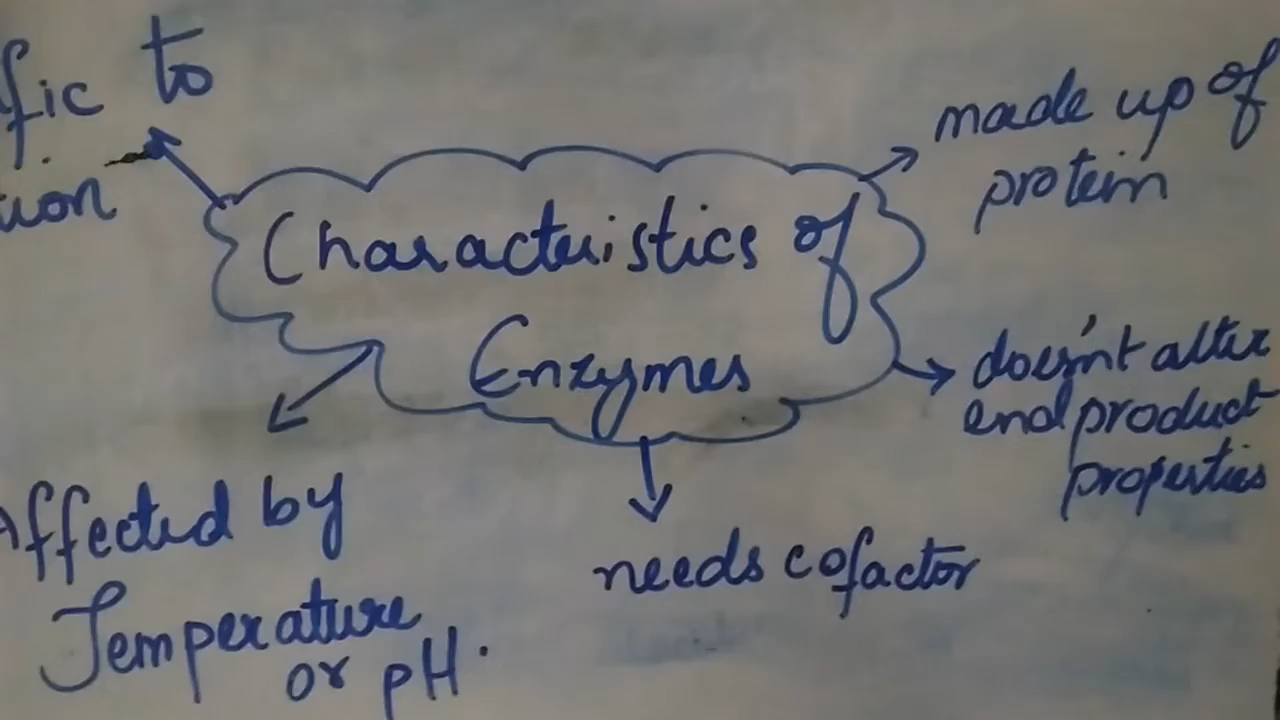 fic to
tion
Characteristics of
Enzymes
made up of
protein
doesn't alter
end product
properties
needs cofactor
Affected by
Temperature
or pH.